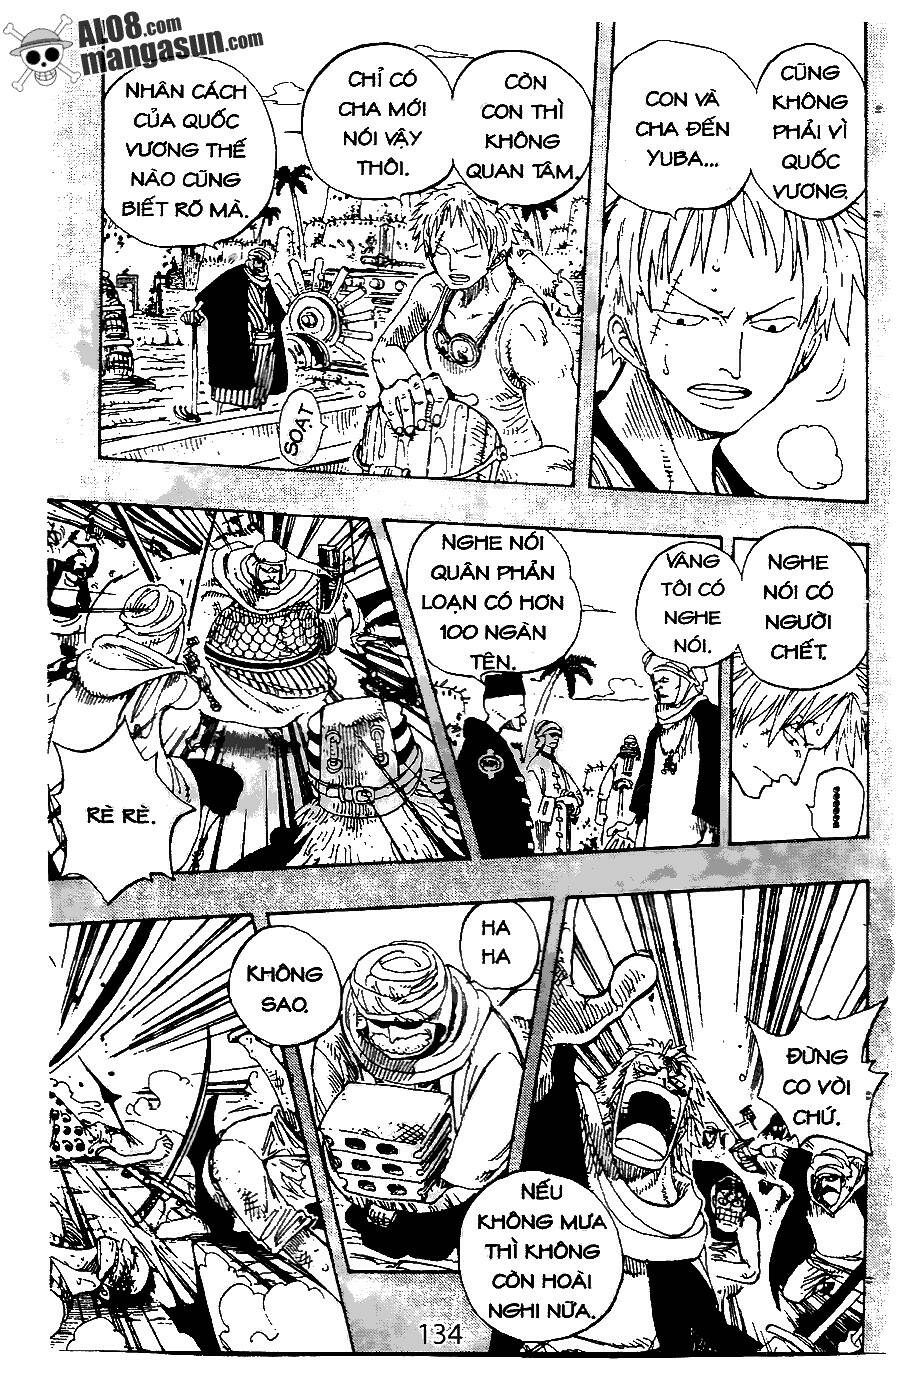 AL08.com
mangasun.com
CŨNG
KHÔNG
PHẢI VÌ
QUỐC
VƯƠNG.
CON VÀ
CHA ĐẾN
YUBA...
CÒN
CON THÌ
KHÔNG
QUAN TÂM.
CHỈ CÓ
CHA MỚI
NÓI VẬY
THÔI.
NHÂN CÁCH
CỦA QUỐC
VƯƠNG THẾ
NÀO CŨNG
BIẾT RÕ MÀ.
SOẠT
NGHE
NÓI CÓ
NGƯỜI
CHẾT.
......
VÂNG
TÔI CÓ
NGHE
NÓI.
NGHE NÓI
QUÂN PHẢN
LOẠN CÓ HƠN
100 NGÀN
TÊN.
RÈ RÈ.
ĐỪNG
CO VÒI
CHỨ.
NẾU
KHÔNG MƯA
THÌ KHÔNG
CÒN HOÀI
NGHI NỮA.
HA
HA
KHÔNG
SAO.
134